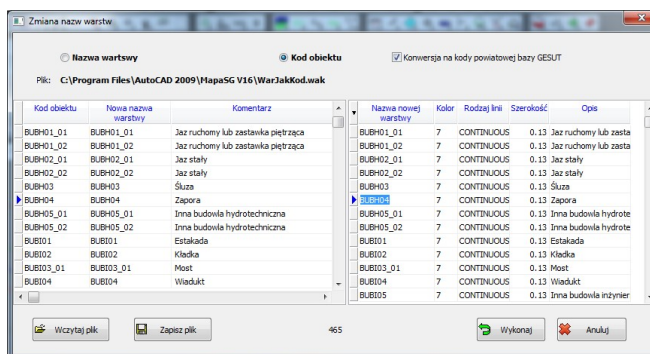 Zmiana nazw warstw
Nazwa wartswy
Kod obiektu
Konwersja na kody powiatowej bazy GESUT
Plik: C:\Program Files\AutoCAD 2009\MapaSG V16\WarJakKod.wak
Kod obiektu Nowa nazwa warstwy Komentarz
BUBH01_01 BUBH01_01 Jaz ruchomy lub zastawka piętrząca
BUBH01_02 BUBH01_02 Jaz ruchomy lub zastawka piętrząca
BUBH02_01 BUBH02_01 Jaz stały
BUBH02_02 BUBH02_02 Jaz stały
BUBH03 BUBH03 Śluza
BUBH04 BUBH04 Zapora
BUBH05_01 BUBH05_01 Inna budowla hydrotechniczna
BUBH05_02 BUBH05_02 Inna budowla hydrotechniczna
BUBI01 BUBI01 Estakada
BUBI02 BUBI02 Kładka
BUBI03_01 BUBI03_01 Most
BUBI04 BUBI04 Wiadukt
Nazwa nowej warstwy Kolor Rodzaj linii Szerokość Opis
BUBH01_01 7 CONTINUOUS 0.13 Jaz ruchomy lub zasta
BUBH01_02 7 CONTINUOUS 0.13 Jaz ruchomy lub zasta
BUBH02_01 7 CONTINUOUS 0.13 Jaz stały
BUBH02_02 7 CONTINUOUS 0.13 Jaz stały
BUBH03 7 CONTINUOUS 0.13 Śluza
BUBH04 7 CONTINUOUS 0.13 Zapora
BUBH05_01 7 CONTINUOUS 0.13 Inna budowla hydrote
BUBH05_02 7 CONTINUOUS 0.13 Inna budowla hydrote
BUBI01 7 CONTINUOUS 0.13 Estakada
BUBI02 7 CONTINUOUS 0.13 Kładka
BUBI03_01 7 CONTINUOUS 0.13 Most
BUBI04 7 CONTINUOUS 0.13 Wiadukt
BUBI05 7 CONTINUOUS 0.13 Inna budowla inżynier
Wczytaj plik
Zapisz plik
465
Wykonaj
Anuluj